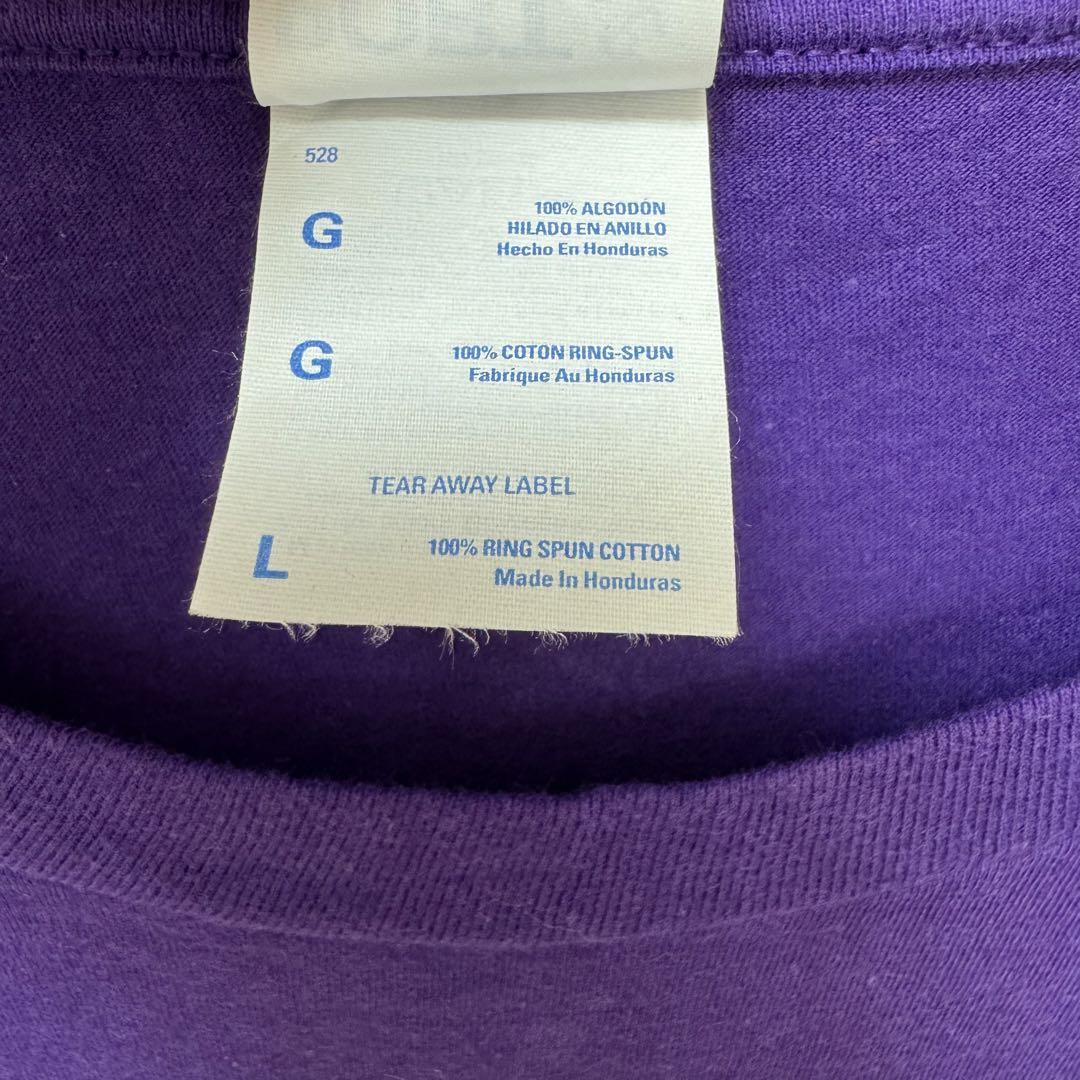 528
G
100% ALGODÓN
HILADO EN ANILLO
Hecho En Honduras
G
100% COTON RING-SPUN
Fabrique Au Honduras
TEAR AWAY LABEL
L
100% RING SPUN COTTON
Made In Honduras